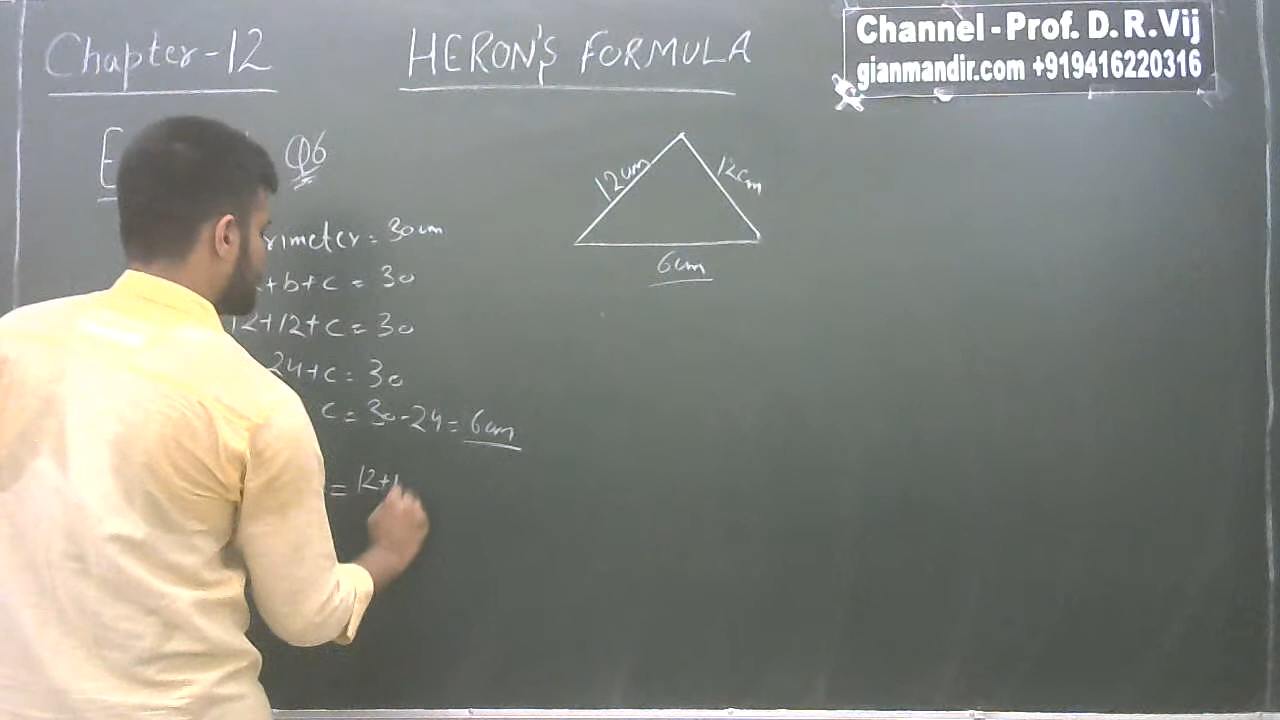 Chapter-12
HERON'S FORMULA
Channel - Prof. D. R. Vij
gianmandir.com +919416220316
Q6
12cm
12cm
6cm
rimeter = 30cm
+b+c = 30
12+12+c = 30
24+c = 30
c = 30-24 = 6cm
= 12+1